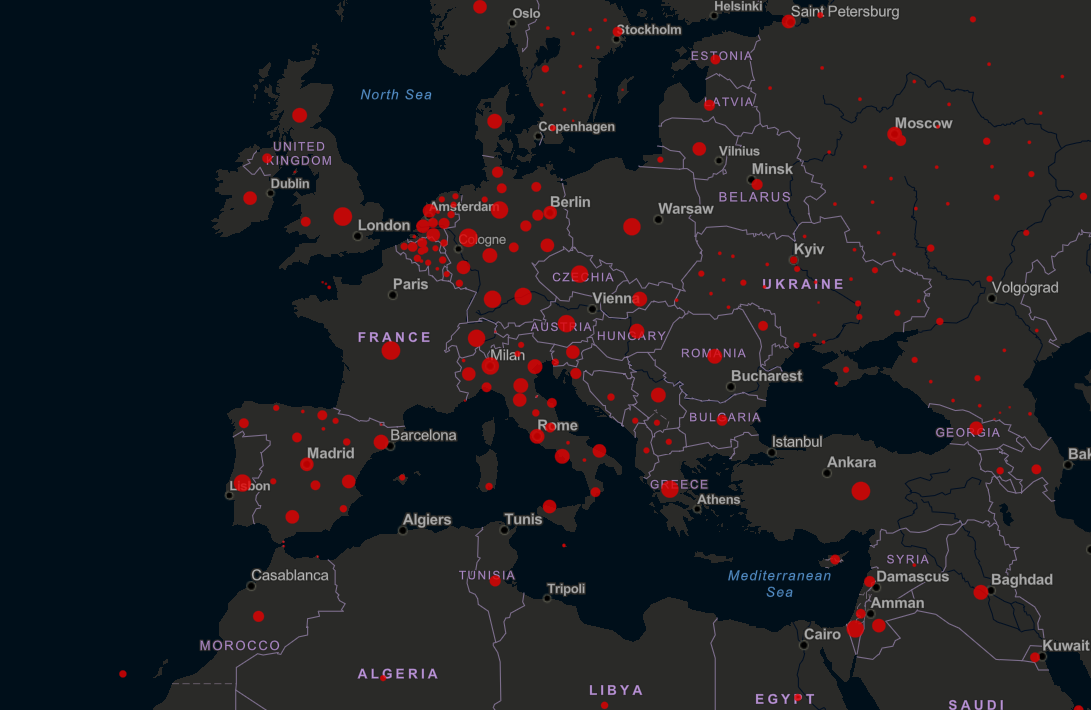 Helsinki
Oslo
Saint Petersburg
Stockholm
ESTONIA
North Sea
LATVIA
Moscow
Copenhagen
UNITED
KINGDOM
Vilnius
Minsk
Dublin
BELARUS
Amsterdam
Berlin
Warsaw
London
Cologne
Kyiv
CZECHIA
Paris
UKRAINE
Volgograd
Vienna
AUSTRIA
HUNGARY
FRANCE
Milan
ROMANIA
Bucharest
BULGARIA
Rome
GEORGIA
Barcelona
Istanbul
Madrid
Ankara
Bak
Lisbon
GREECE
Athens
Algiers
Tunis
SYRIA
Casablanca
TUNISIA
Mediterranean
Sea
Damascus
Baghdad
Tripoli
Amman
Cairo
MOROCCO
Kuwait
ALGERIA
LIBYA
EGYPT
SAUDI